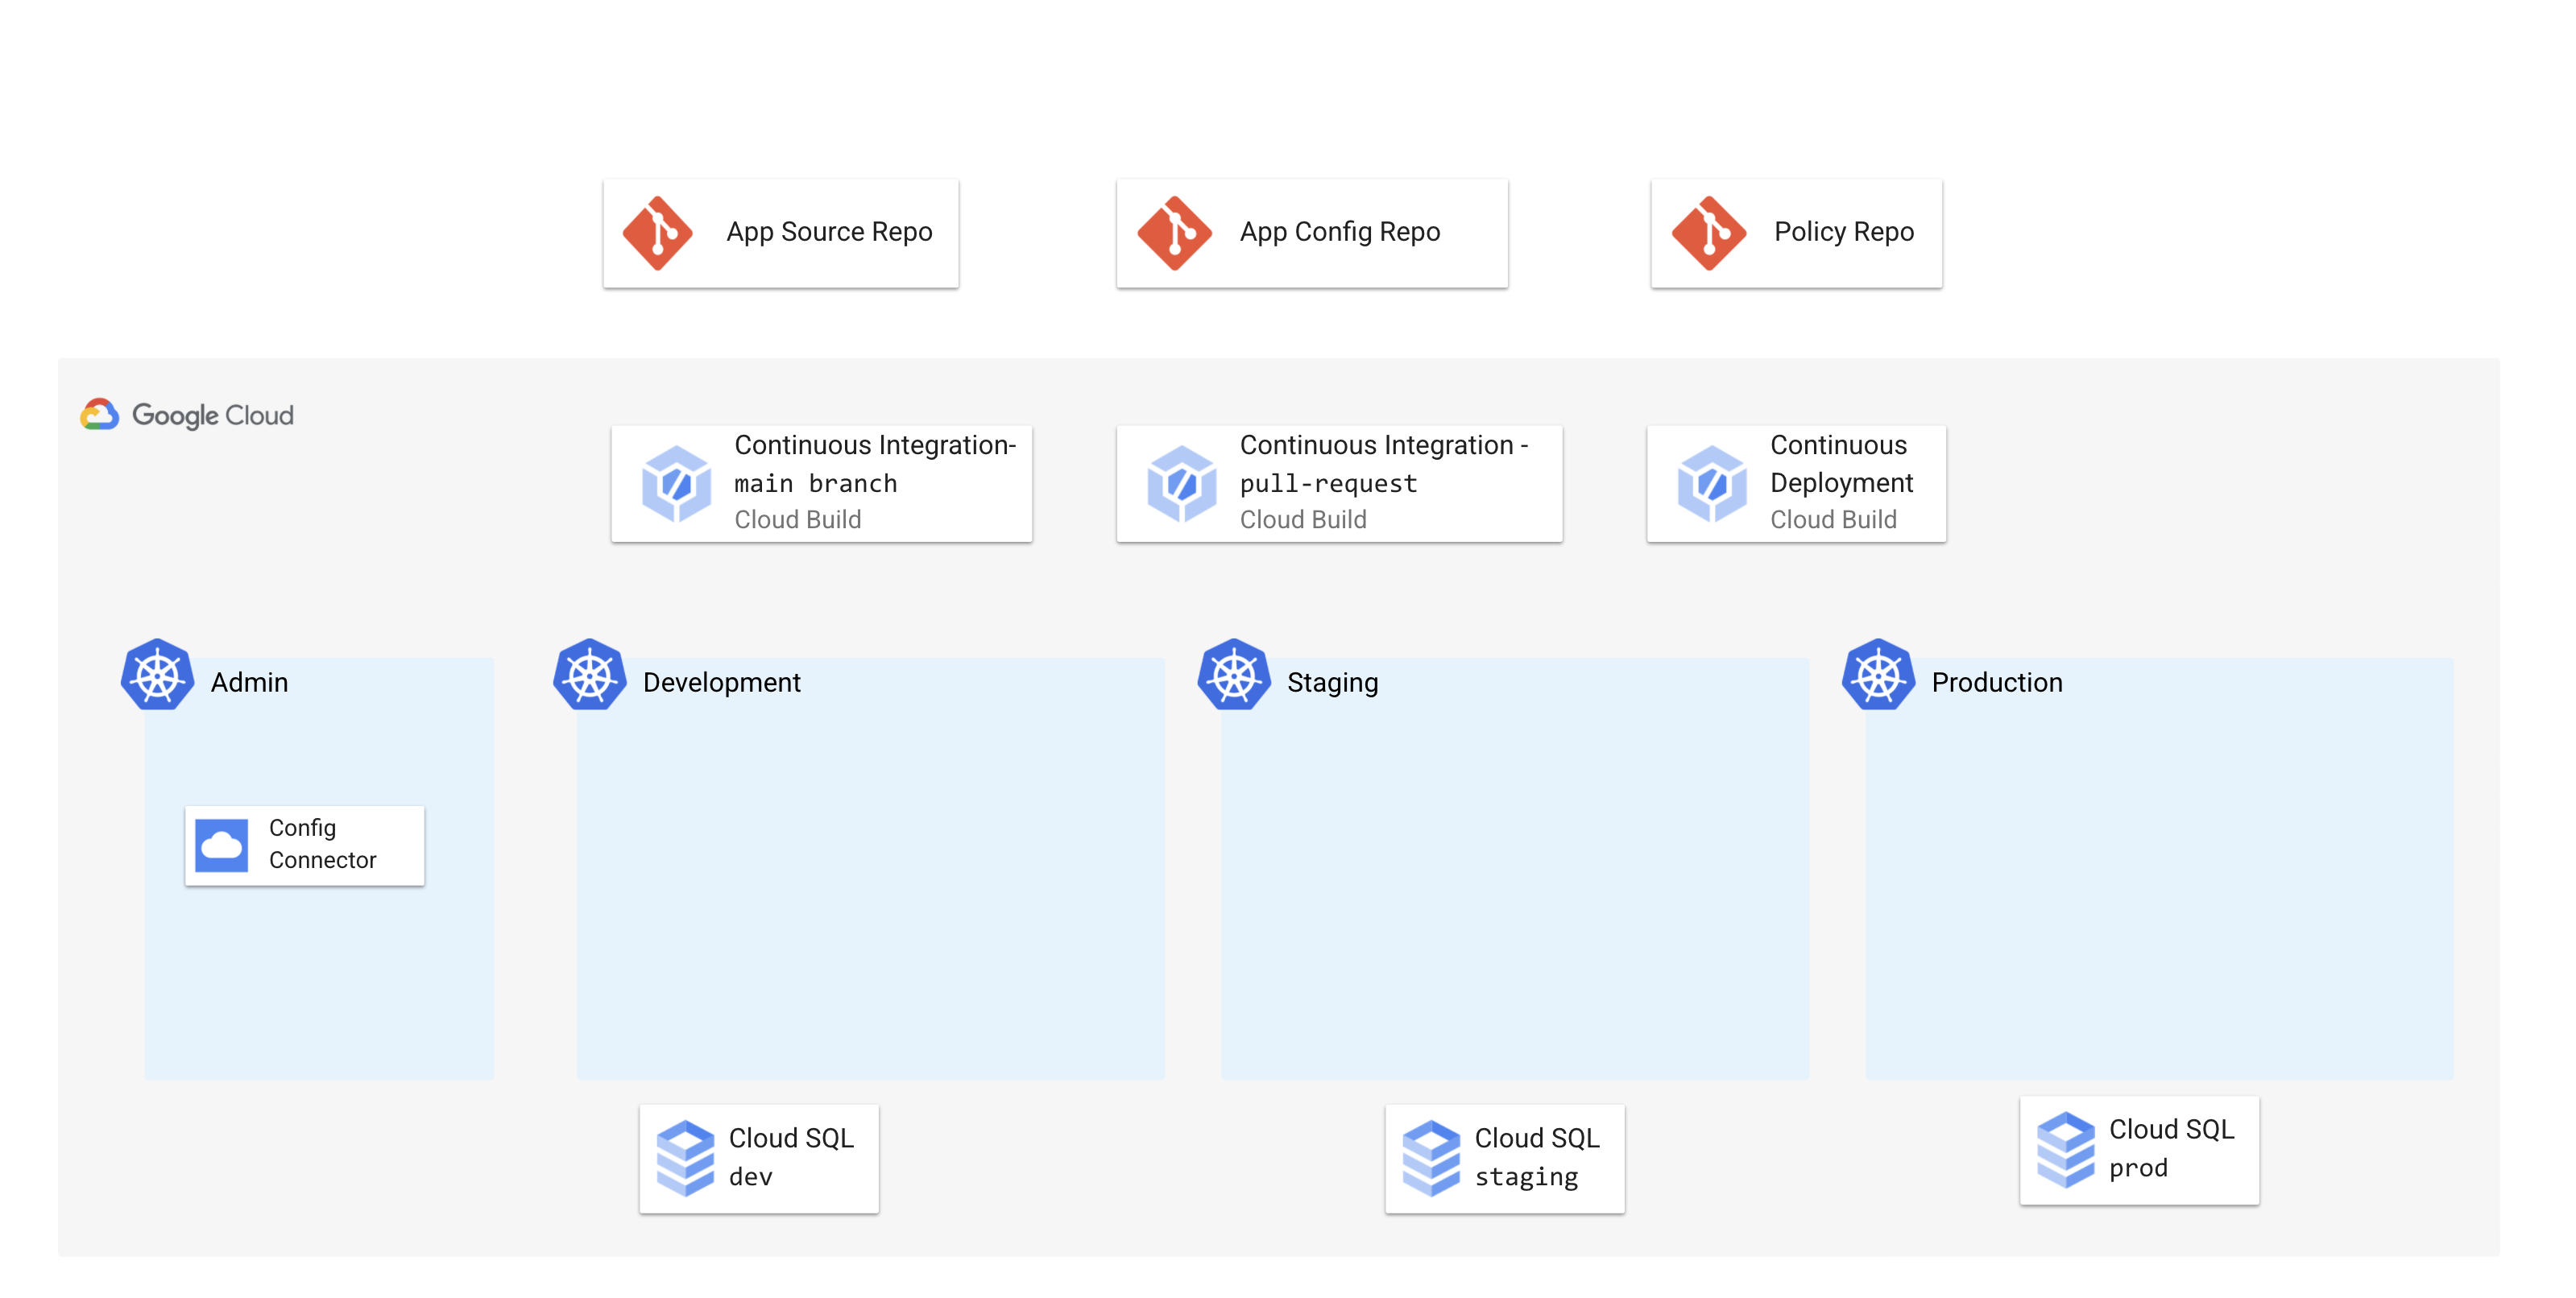 App Source Repo
App Config Repo
Policy Repo
Google Cloud
Continuous Integration-
main branch
Cloud Build
Continuous Integration -
pull-request
Cloud Build
Continuous
Deployment
Cloud Build
Admin
Development
Staging
Production
Config
Connector
Cloud SQL
dev
Cloud SQL
staging
Cloud SQL
prod